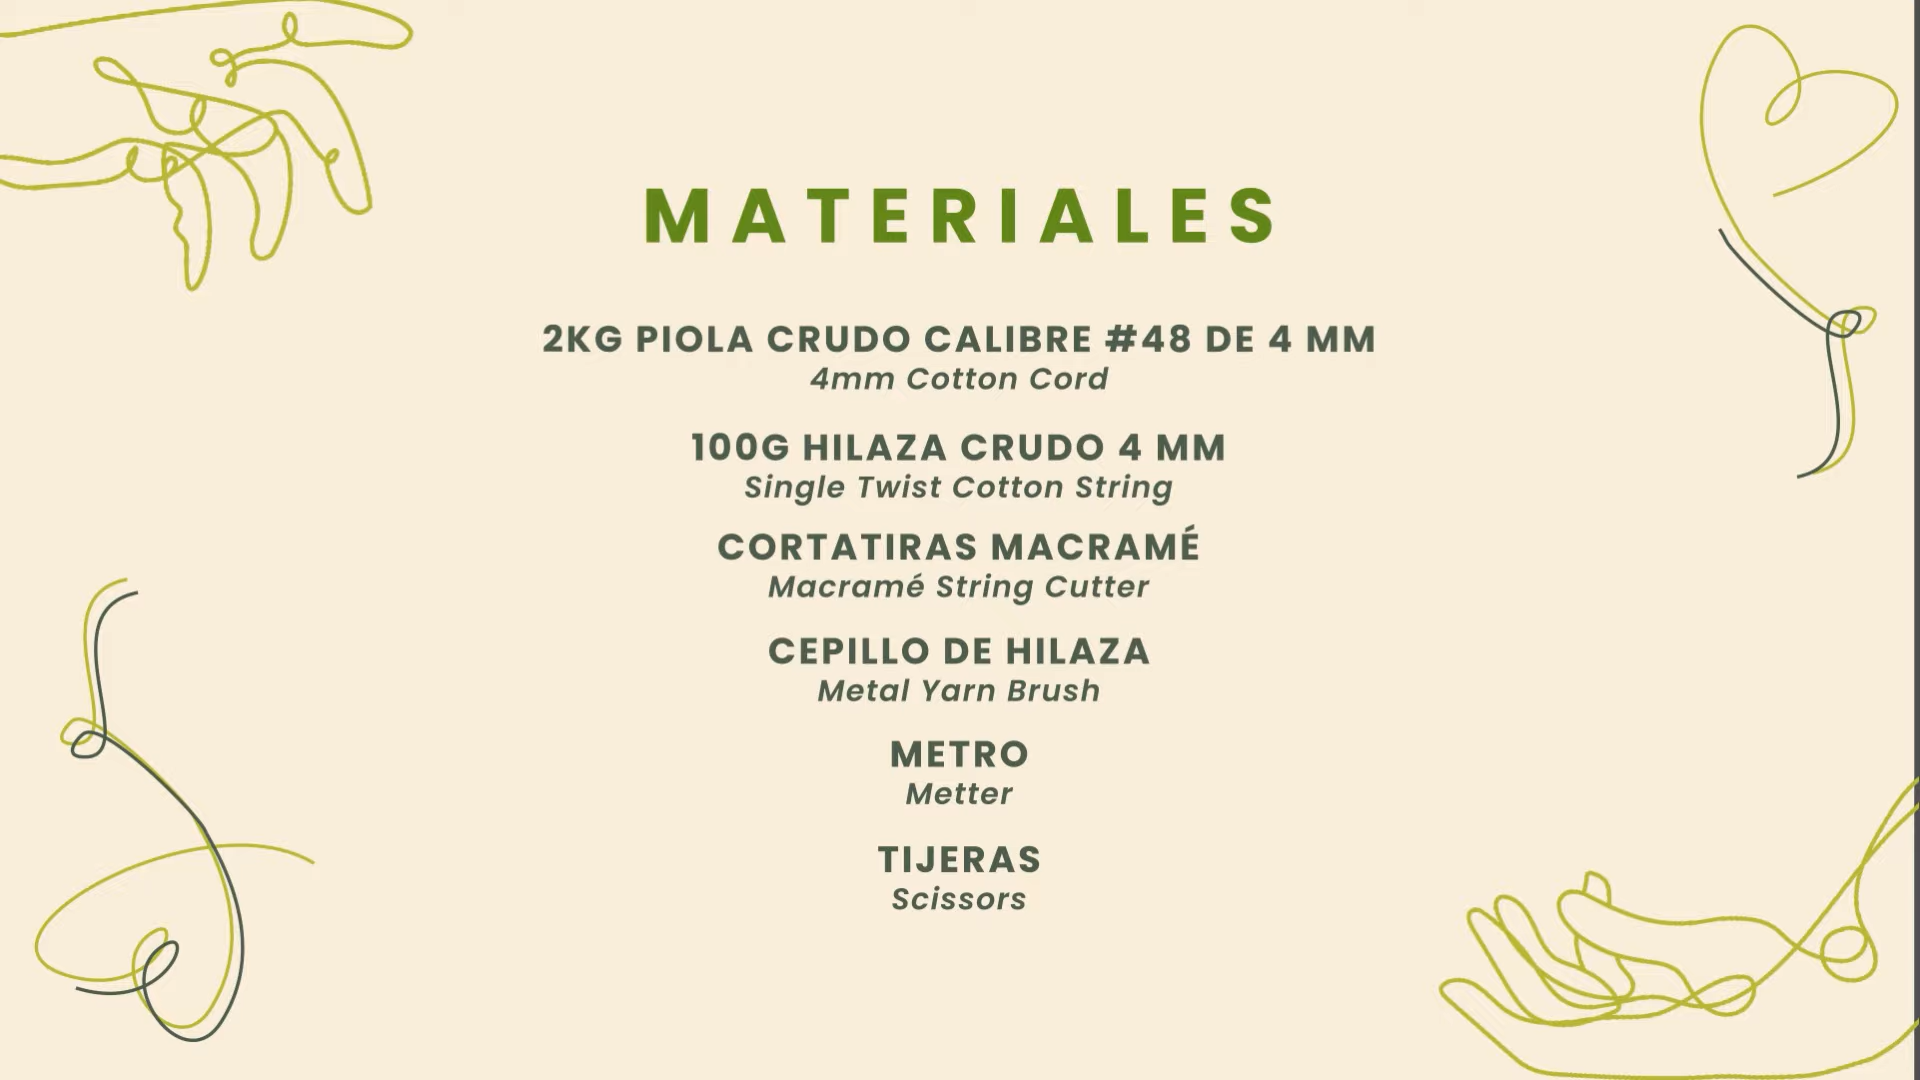 MATERIALES
2KG PIOLA CRUDO CALIBRE #48 DE 4 MM
4mm Cotton Cord
100G HILAZA CRUDO 4 MM
Single Twist Cotton String
CORTATIRAS MACRAMÉ
Macramé String Cutter
CEPILLO DE HILAZA
Metal Yarn Brush
METRO
Metter
TIJERAS
Scissors